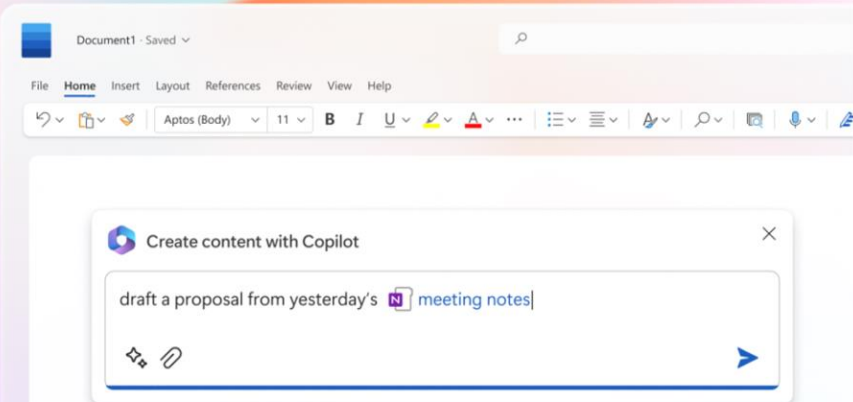 Document1 · Saved
File Home Insert Layout References Review View Help
Aptos (Body) 11 B I U A ... A
Create content with Copilot
draft a proposal from yesterday's N meeting notes